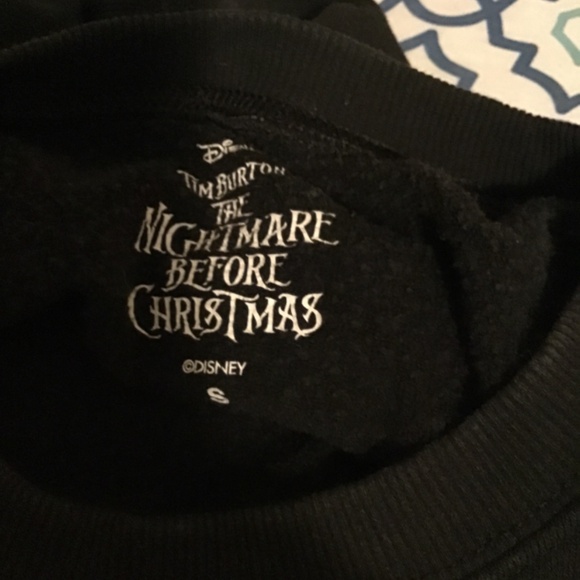 Disney
TIM BURTON
THE
NIGHTMARE
BEFORE
CHRISTMAS
©DISNEY
S